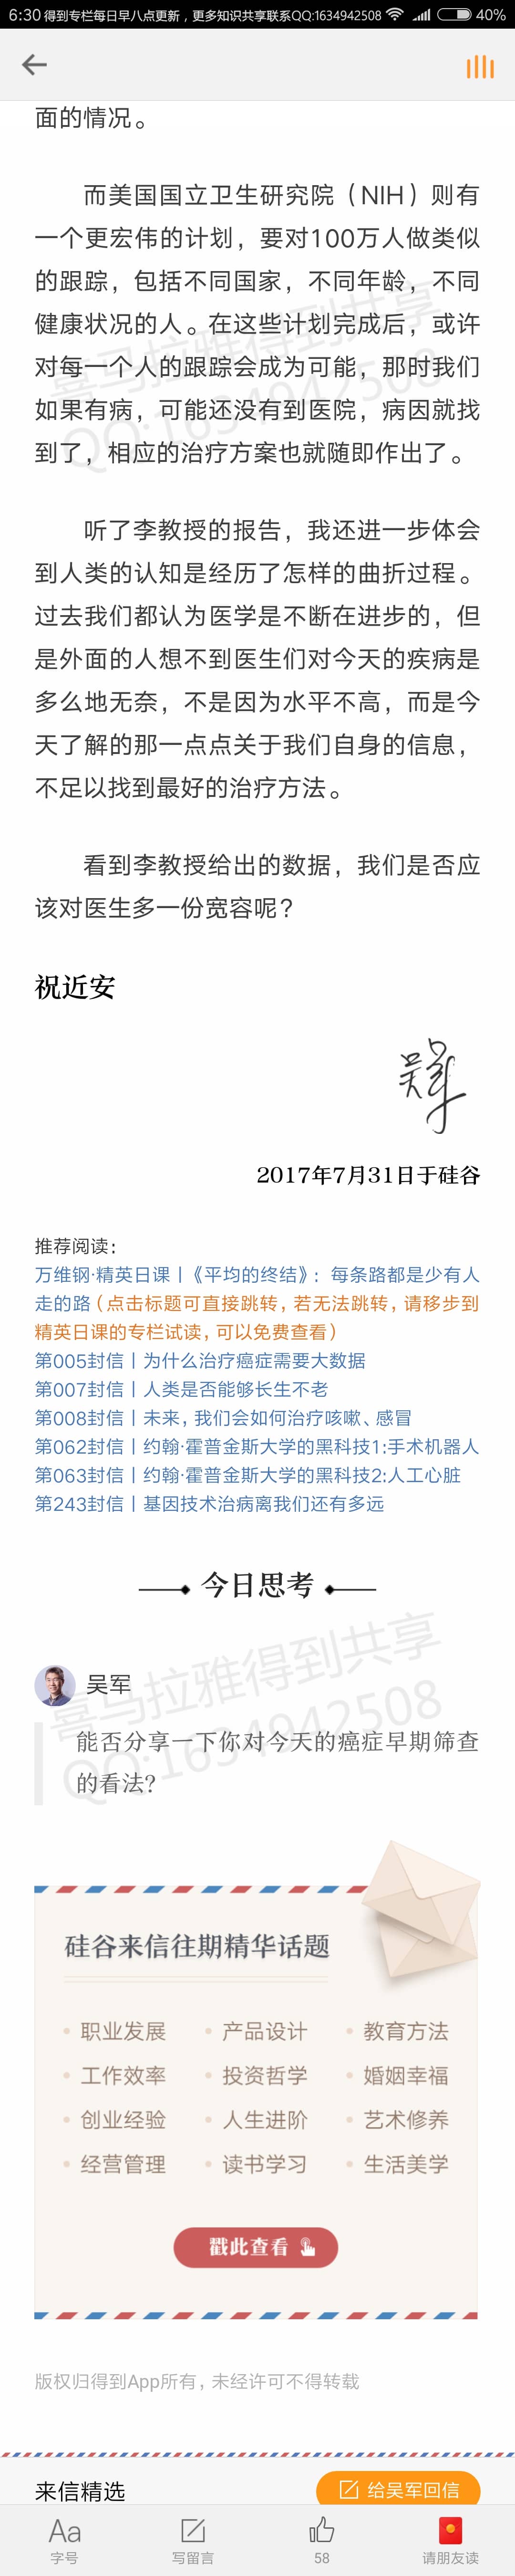 6:30 得到专栏每日早八点更新，更多知识共享联系QQ:1634942508 40%
面的情况。
而美国国立卫生研究院（NIH）则有
一个更宏伟的计划，要对100万人做类似
的跟踪，包括不同国家，不同年龄，不同
健康状况的人。在这些计划完成后，或许
对每一个人的跟踪会成为可能，那时我们
如果有病，可能还没有到医院，病因就找
到了，相应的治疗方案也就随即作出了。
喜马拉雅得到共享
QQ:1634942508
听了李教授的报告，我还进一步体会
到人类的认知是经历了怎样的曲折过程。
过去我们都认为医学是不断在进步的，但
是外面的人想不到医生们对今天的疾病是
多么地无奈，不是因为水平不高，而是今
天了解的那一点点关于我们自身的信息，
不足以找到最好的治疗方法。
看到李教授给出的数据，我们是否应
该对医生多一份宽容呢？
祝近安
吴军
2017年7月31日于硅谷
推荐阅读：
万维钢·精英日课丨《平均的终结》：每条路都是少有人
走的路（点击标题可直接跳转，若无法跳转，请移步到
精英日课的专栏试读，可以免费查看）
第005封信丨为什么治疗癌症需要大数据
第007封信丨人类是否能够长生不老
第008封信丨未来，我们会如何治疗咳嗽、感冒
第062封信丨约翰·霍普金斯大学的黑科技1:手术机器人
第063封信丨约翰·霍普金斯大学的黑科技2:人工心脏
第243封信丨基因技术治病离我们还有多远
今日思考
吴军
喜马拉雅得到共享
QQ:1634942508
能否分享一下你对今天的癌症早期筛查
的看法？
硅谷来信往期精华话题
职业发展 产品设计 教育方法
工作效率 投资哲学 婚姻幸福
创业经验 人生进阶 艺术修养
经营管理 读书学习 生活美学
戳此查看
版权归得到App所有，未经许可不得转载
来信精选 给吴军回信
Aa
字号 写留言 58 请朋友读